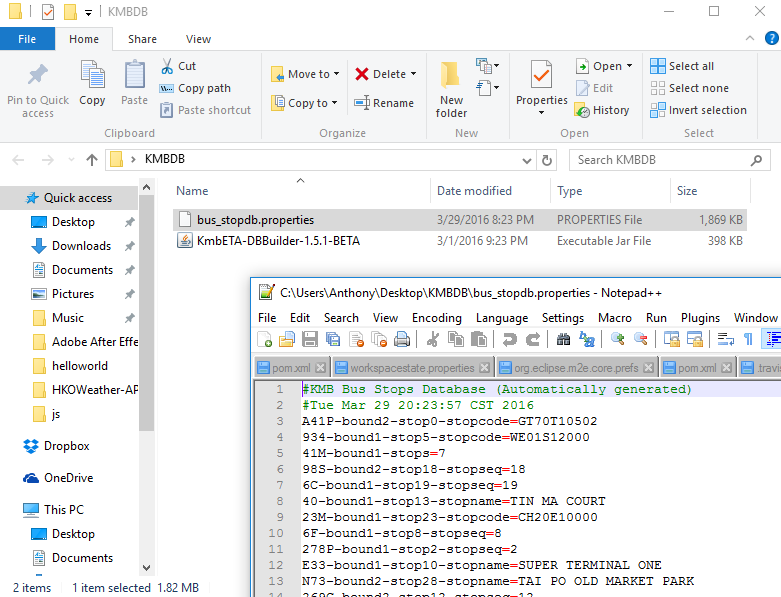 KMBDB
File Home Share View
Pin to Quick access
Copy
Paste
Cut
Copy path
Paste shortcut
Clipboard
Move to
Copy to
Delete
Rename
Organize
New folder
New
Properties
Open
Edit
History
Open
Select all
Select none
Invert selection
Select
KMBDB
Search KMBDB
Name Date modified Type Size
bus_stopdb.properties 3/29/2016 8:23 PM PROPERTIES File 1,869 KB
KmbETA-DBBuilder-1.5.1-BETA 3/1/2016 9:23 PM Executable Jar File 398 KB
Quick access
Desktop
Downloads
Documents
Pictures
Music
Adobe After Effe
helloworld
HKOWeather-AP
js
Dropbox
OneDrive
This PC
Desktop
Documents
2 items 1 item selected 1.82 MB
C:\Users\Anthony\Desktop\KMBDB\bus_stopdb.properties - Notepad++
File Edit Search View Encoding Language Settings Macro Run Plugins Window
pom.xml workspacestate.properties org.eclipse.m2e.core.prefs pom.xml .travis
1 #KMB Bus Stops Database (Automatically generated)
2 #Tue Mar 29 20:23:57 CST 2016
3 A41P-bound2-stop0-stopcode=GT70T10502
4 934-bound1-stop5-stopcode=WE01S12000
5 41M-bound1-stops=7
6 98S-bound2-stop18-stopseq=18
7 6C-bound1-stop19-stopseq=19
8 40-bound1-stop13-stopname=TIN MA COURT
9 23M-bound1-stop23-stopcode=CH20E10000
10 6F-bound1-stop8-stopseq=8
11 278P-bound1-stop2-stopseq=2
12 E33-bound1-stop10-stopname=SUPER TERMINAL ONE
13 N73-bound2-stop28-stopname=TAI PO OLD MARKET PARK
14 269C-bound2-stop12-stopseq=12